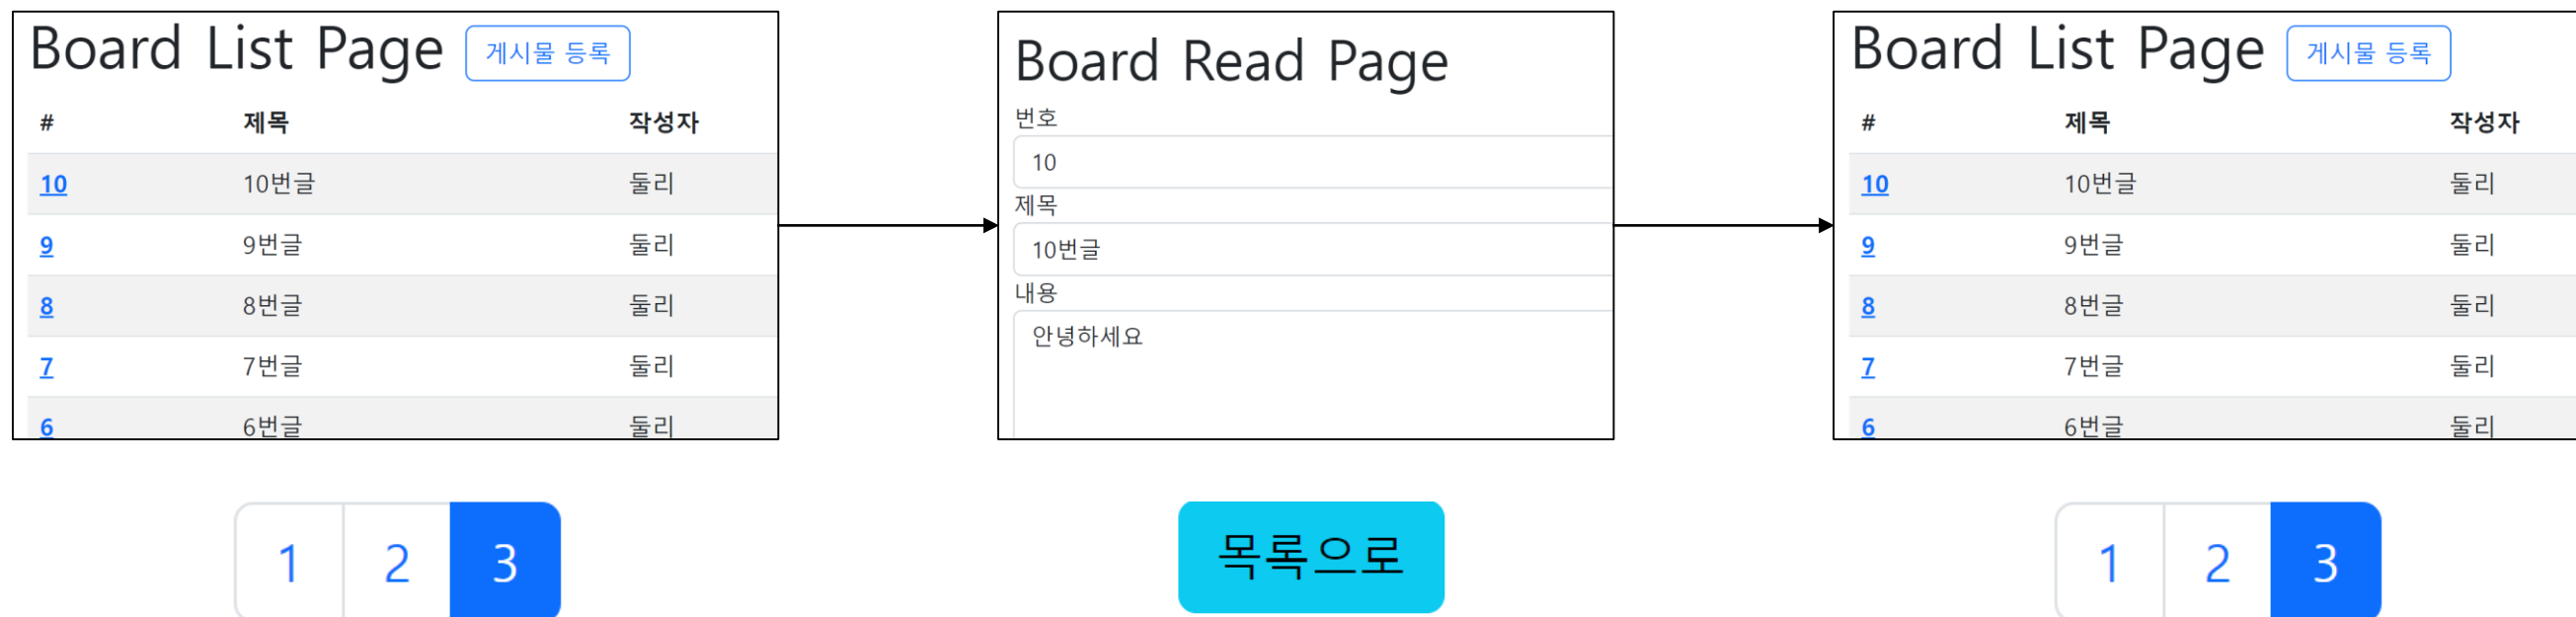 Board List Page 게시물 등록
# 제목 작성자
10 10번글 둘리
9 9번글 둘리
8 8번글 둘리
7 7번글 둘리
6 6번글 둘리
1 2 3
Board Read Page
번호
10
제목
10번글
내용
안녕하세요
목록으로
Board List Page 게시물 등록
# 제목 작성자
10 10번글 둘리
9 9번글 둘리
8 8번글 둘리
7 7번글 둘리
6 6번글 둘리
1 2 3